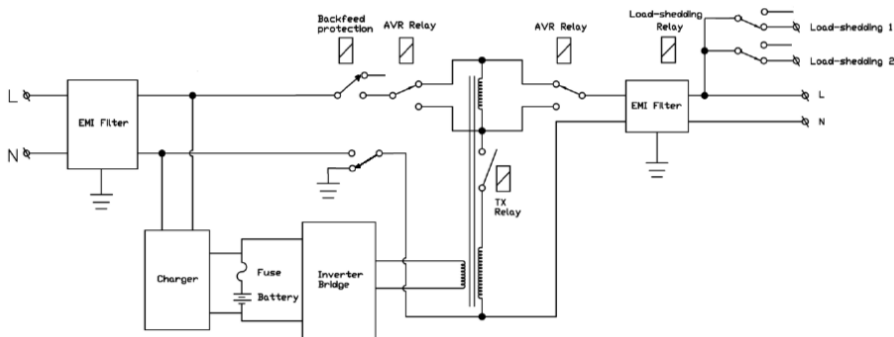 Backfeed
protection
AVR Relay
AVR Relay
Load-shedding
Relay
Load-shedding 1
Load-shedding 2
L
EMI Filter
EMI Filter
L
N
N
TX
Relay
Charger
Fuse
Battery
Inverter
Bridge